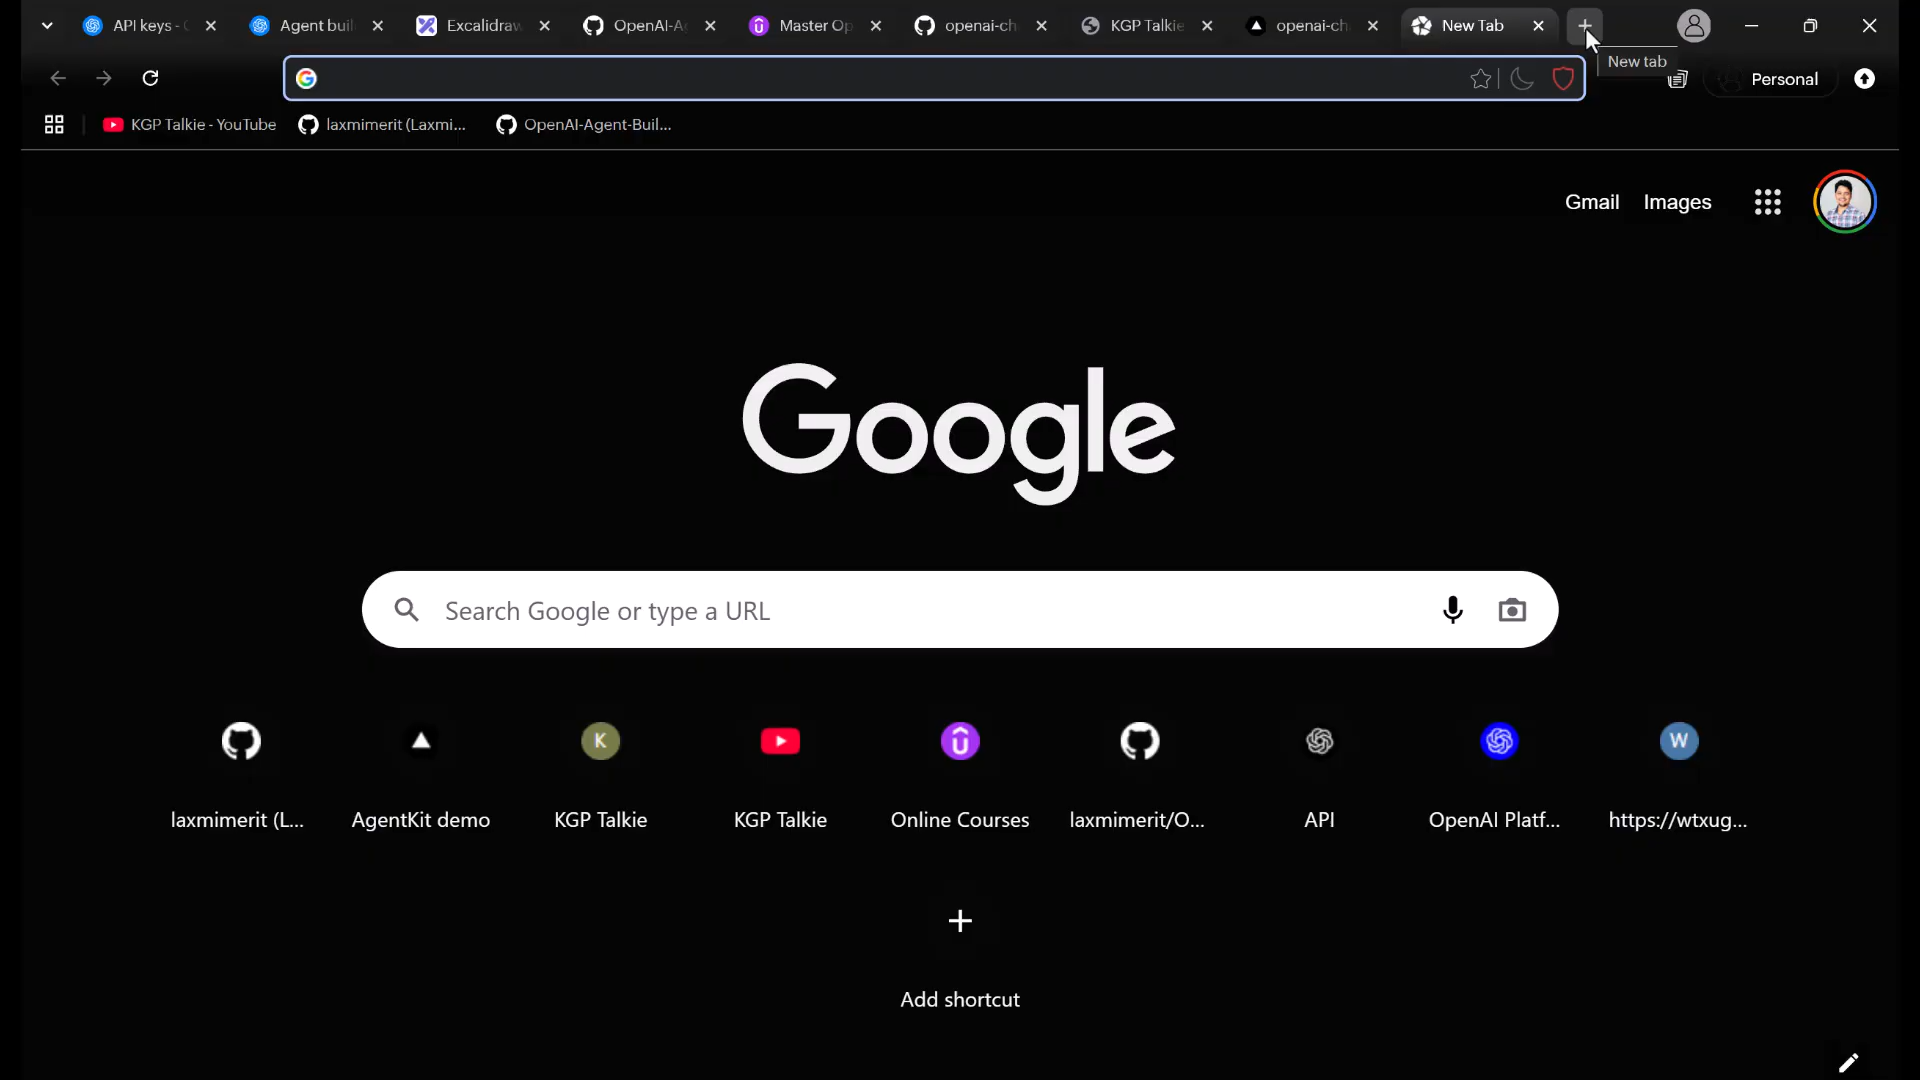 API keys -
Agent buil
Excalidraw
OpenAI-A
Master Op
openai-ch
KGP Talkie
openai-ch
New Tab
New tab
Personal
KGP Talkie - YouTube
laxmimerit (Laxmi...
OpenAI-Agent-Buil...
Gmail
Images
Google
Search Google or type a URL
K
W
laxmimerit (L...
AgentKit demo
KGP Talkie
KGP Talkie
Online Courses
laxmimerit/O...
API
OpenAI Platf...
https://wtxug...
Add shortcut